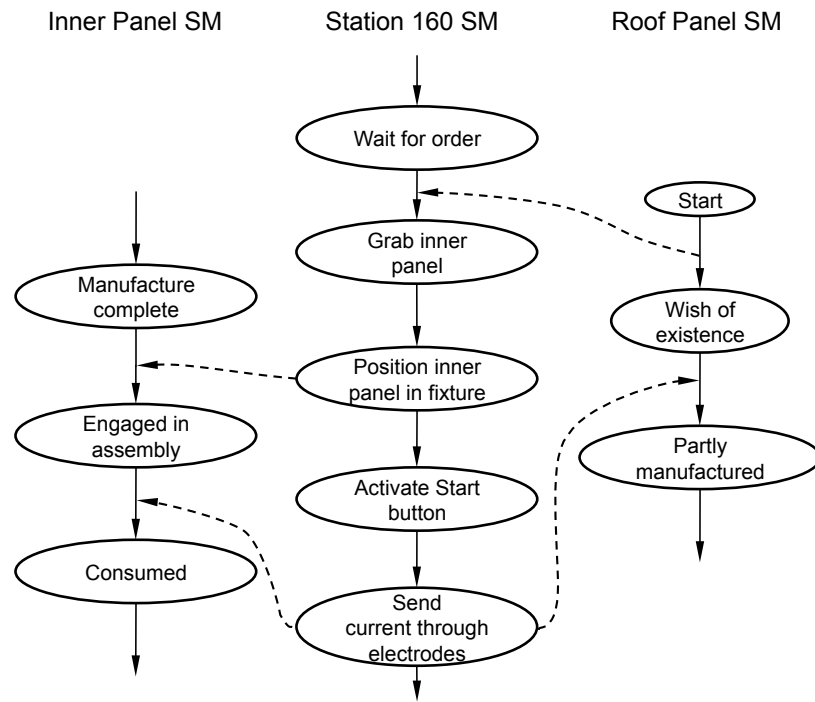 Inner Panel SM
Station 160 SM
Roof Panel SM
Wait for order
Start
Grab inner
panel
Manufacture
complete
Wish of
existence
Position inner
panel in fixture
Engaged in
assembly
Partly
manufactured
Activate Start
button
Consumed
Send
current through
electrodes